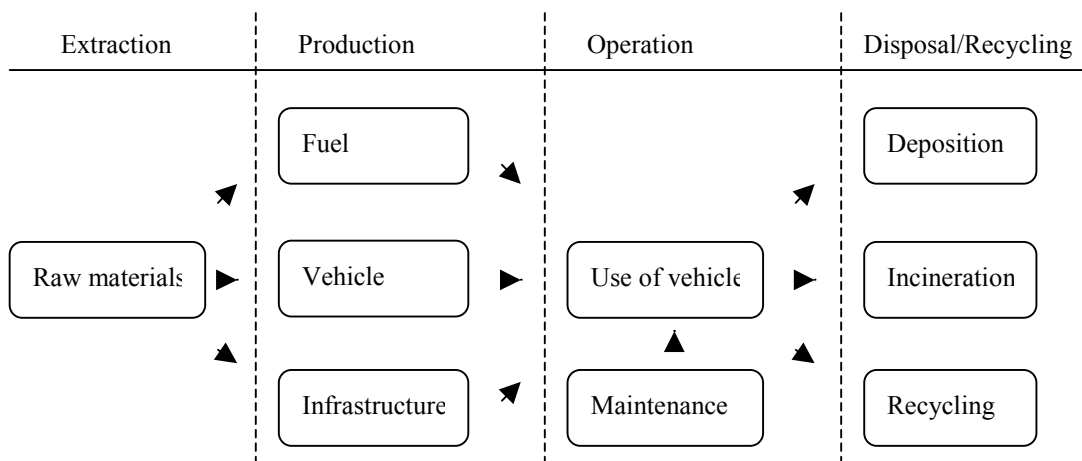 Extraction
Production
Operation
Disposal/Recycling
Fuel
Deposition
Raw materials
Vehicle
Use of vehicle
Incineration
Infrastructure
Maintenance
Recycling